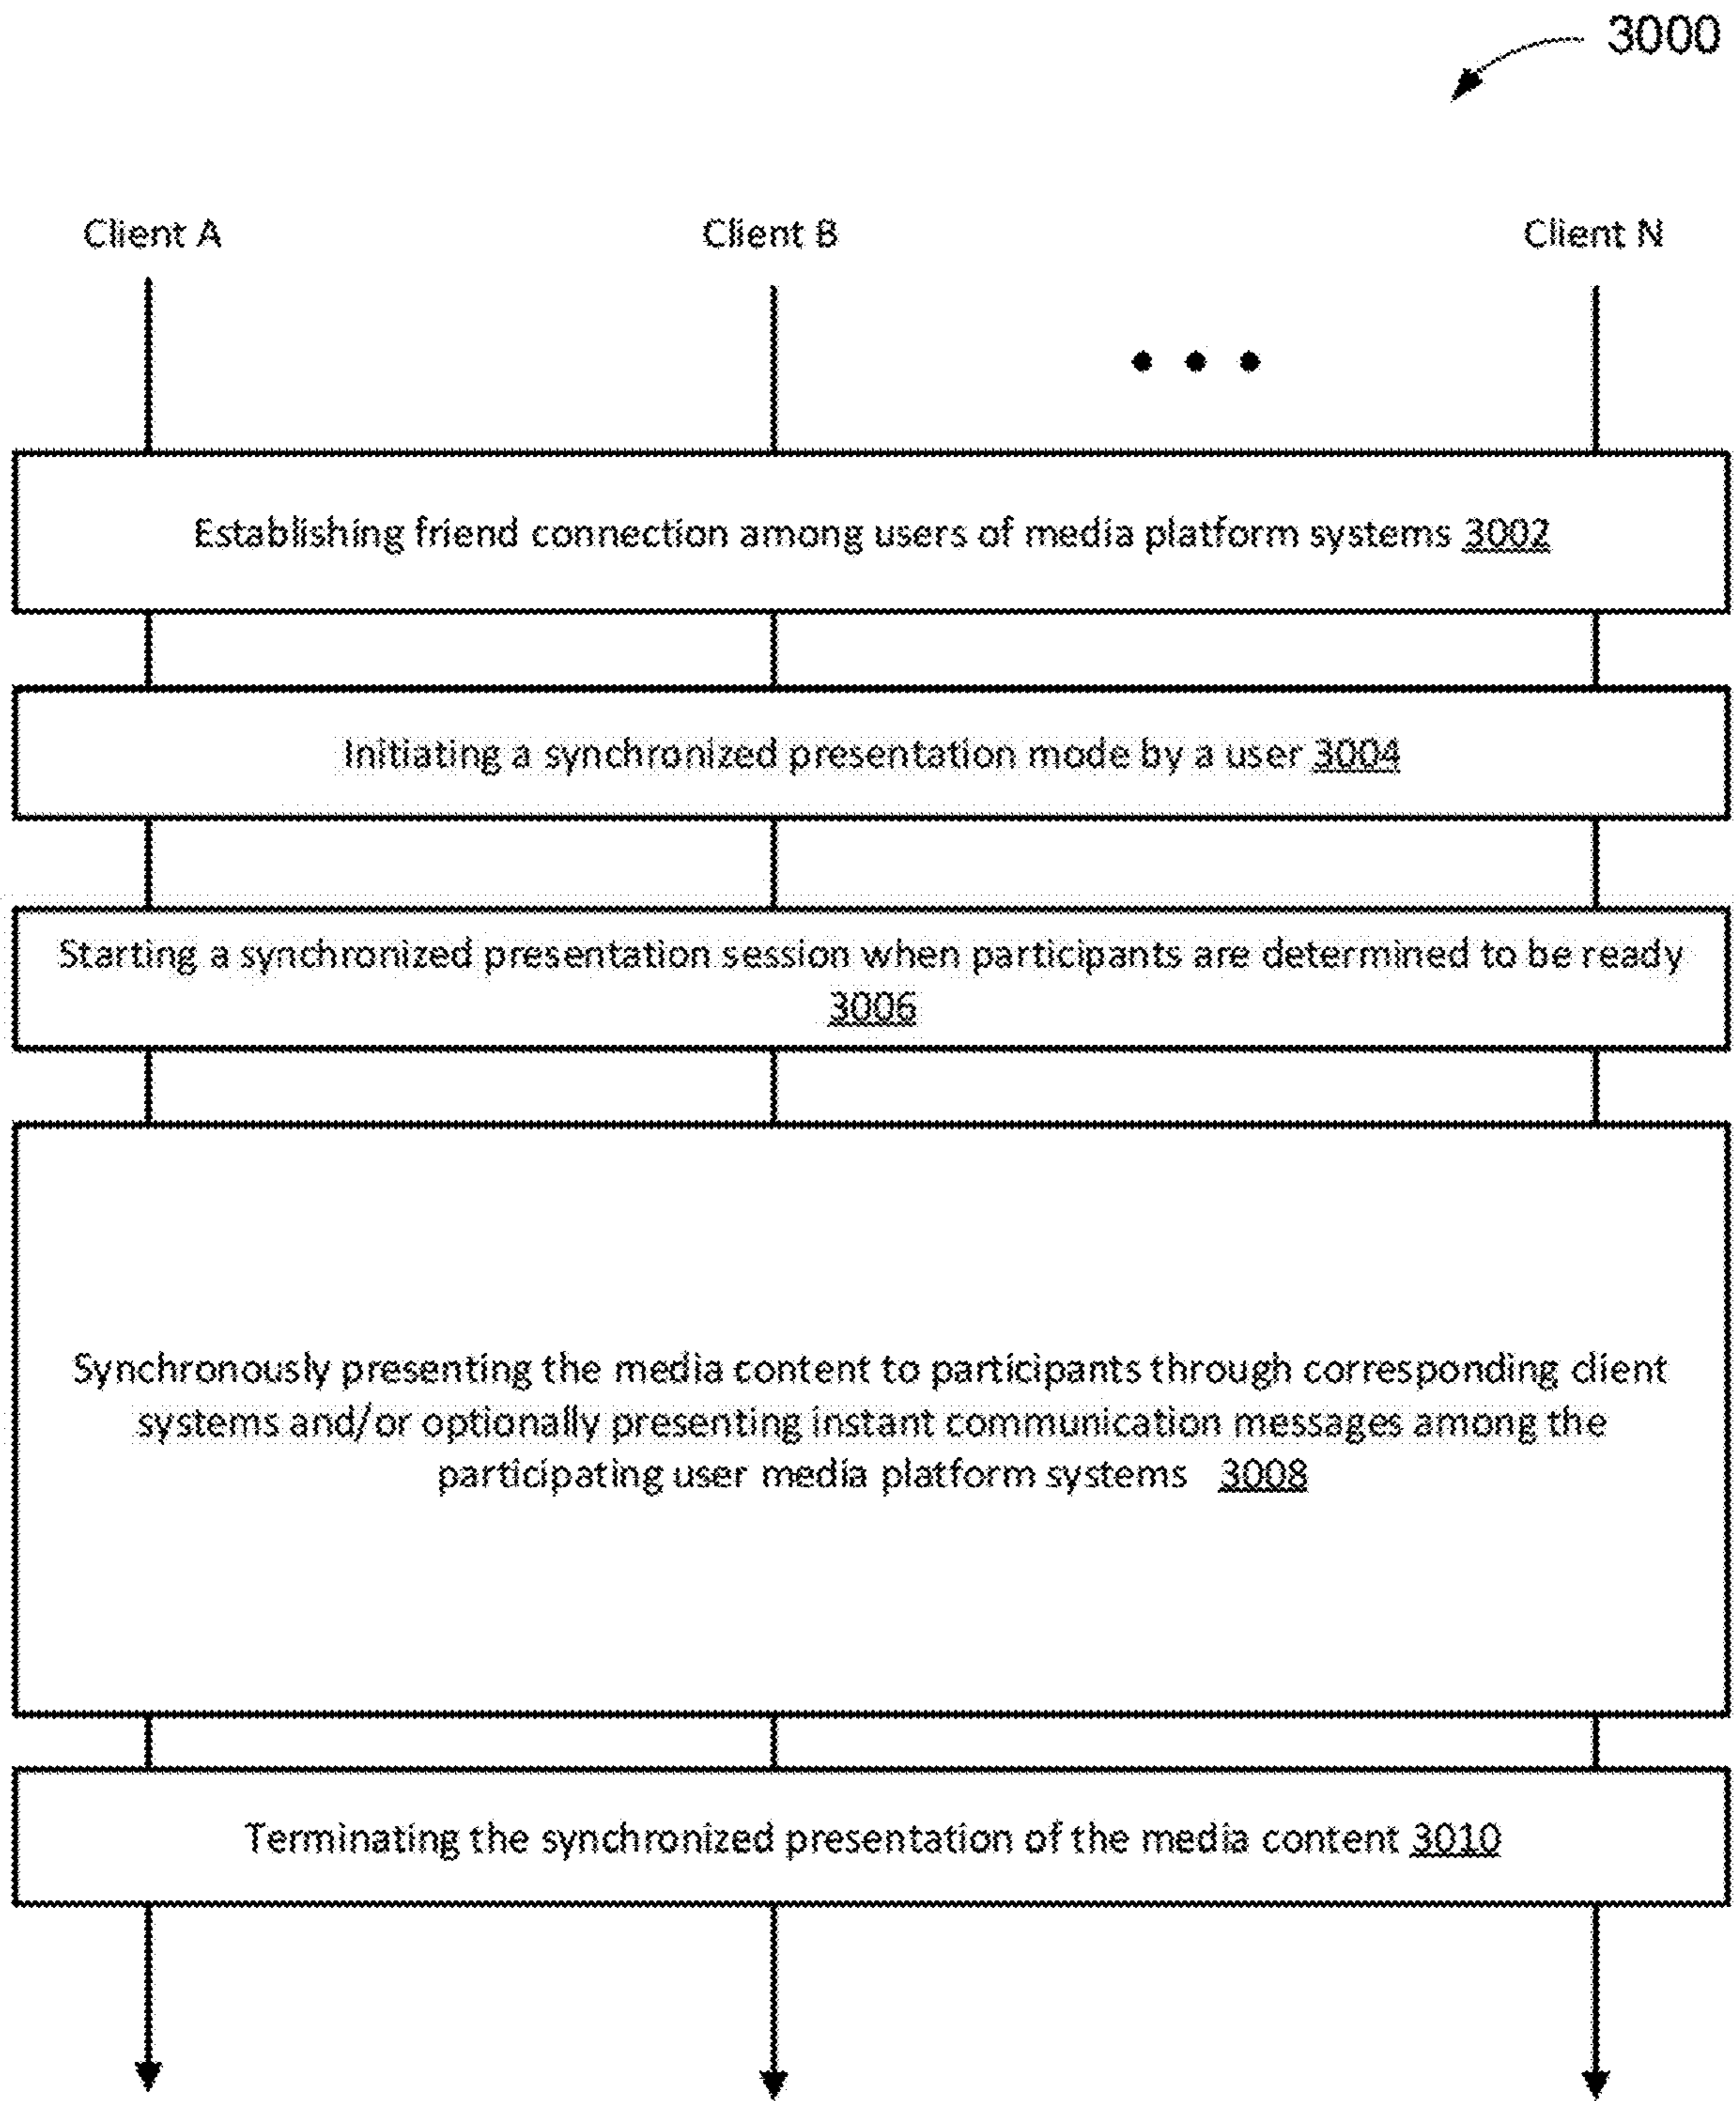 3000
Client A
Client B
Client N
Establishing friend connection among users of media platform systems 3002
Initiating a synchronized presentation mode by a user 3004
Starting a synchronized presentation session when participants are determined to be ready
3006
Synchronously presenting the media content to participants through corresponding client
systems and/or optionally presenting instant communication messages among the
participating user media platform systems 3008
Terminating the synchronized presentation of the media content 3010